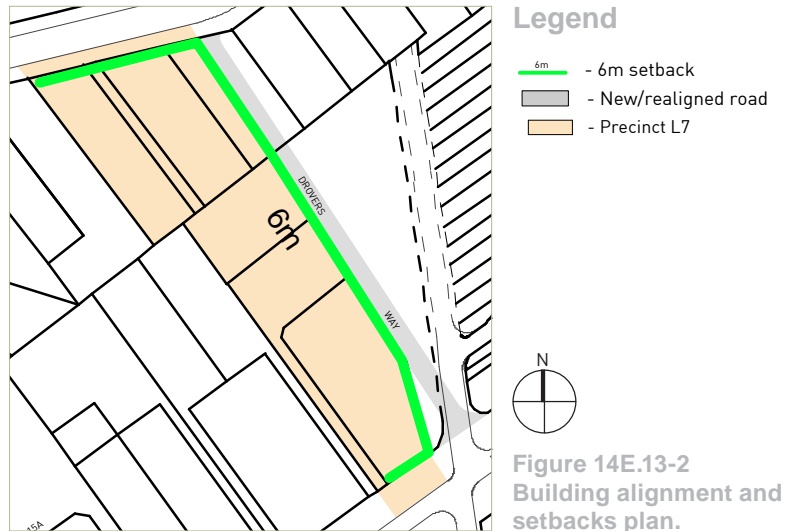 DROVERS
6m
WAY
15A
Legend
6m
- 6m setback
- New/realigned road
- Precinct L7
N
Figure 14E.13-2
Building alignment and
setbacks plan.